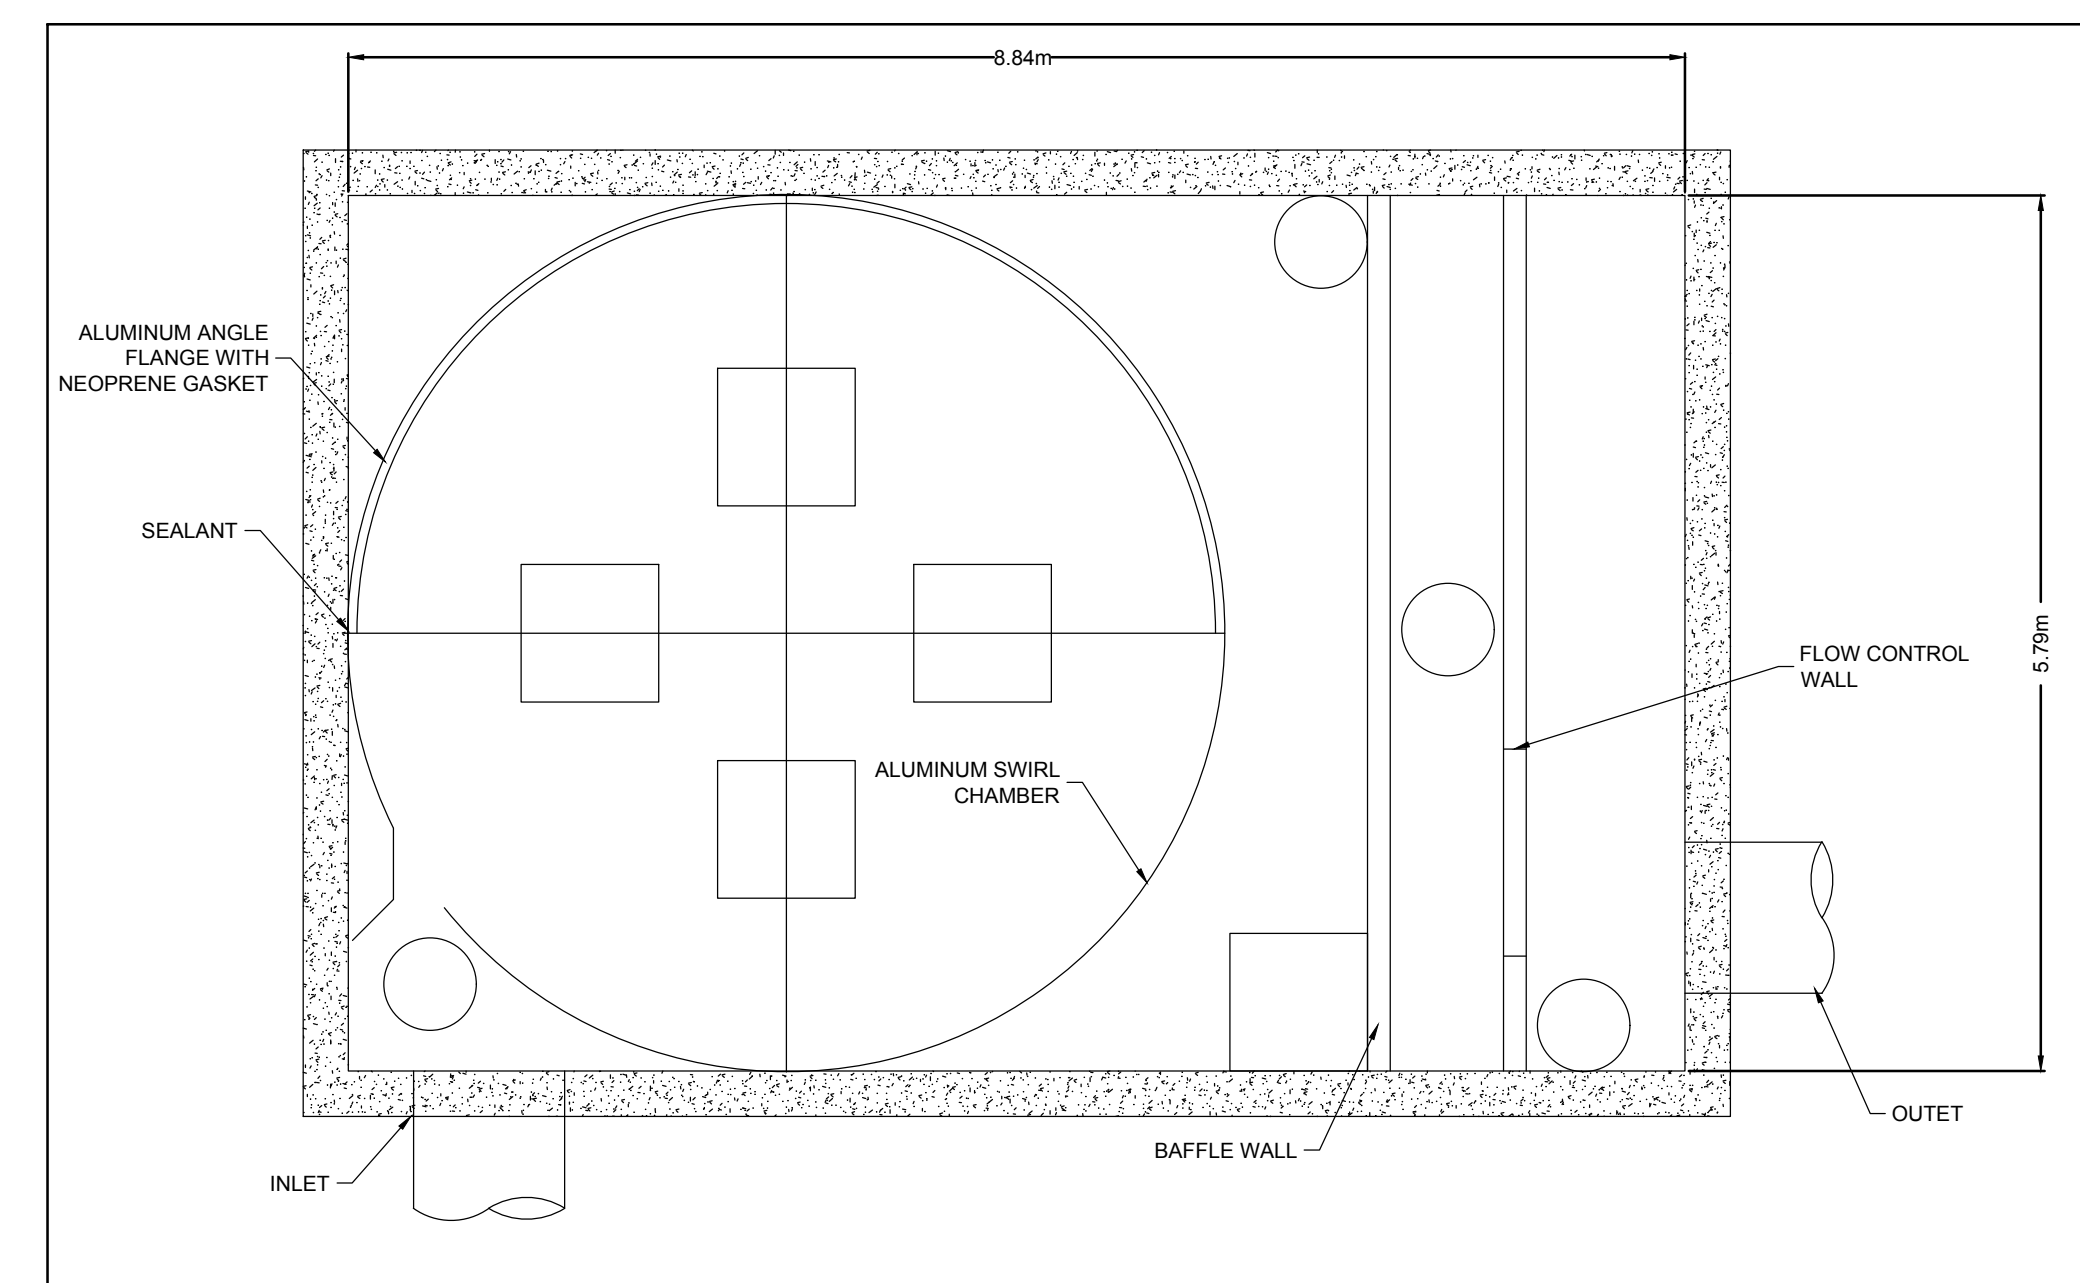 8.84m
ALUMINUM ANGLE
FLANGE WITH
NEOPRENE GASKET
SEALANT
5.79m
FLOW CONTROL
WALL
ALUMINUM SWIRL
CHAMBER
OUTET
BAFFLE WALL
INLET